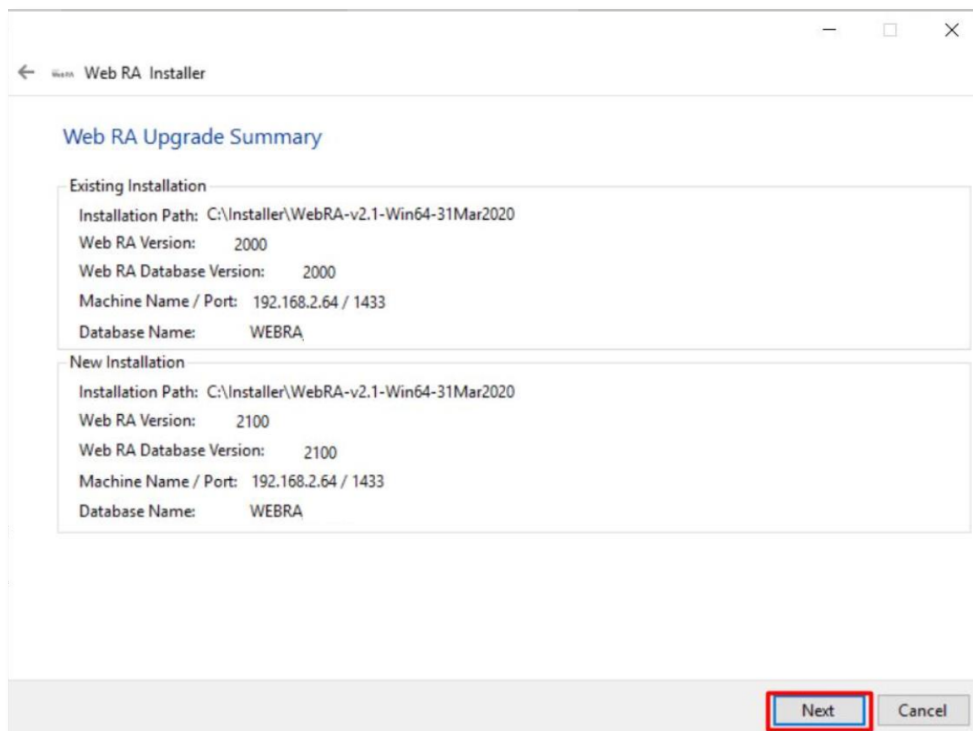 Web RA Installer
Web RA Upgrade Summary
Existing Installation
Installation Path: C:\Installer\WebRA-v2.1-Win64-31Mar2020
Web RA Version: 2000
Web RA Database Version: 2000
Machine Name / Port: 192.168.2.64 / 1433
Database Name: WEBRA
New Installation
Installation Path: C:\Installer\WebRA-v2.1-Win64-31Mar2020
Web RA Version: 2100
Web RA Database Version: 2100
Machine Name / Port: 192.168.2.64 / 1433
Database Name: WEBRA
Next Cancel